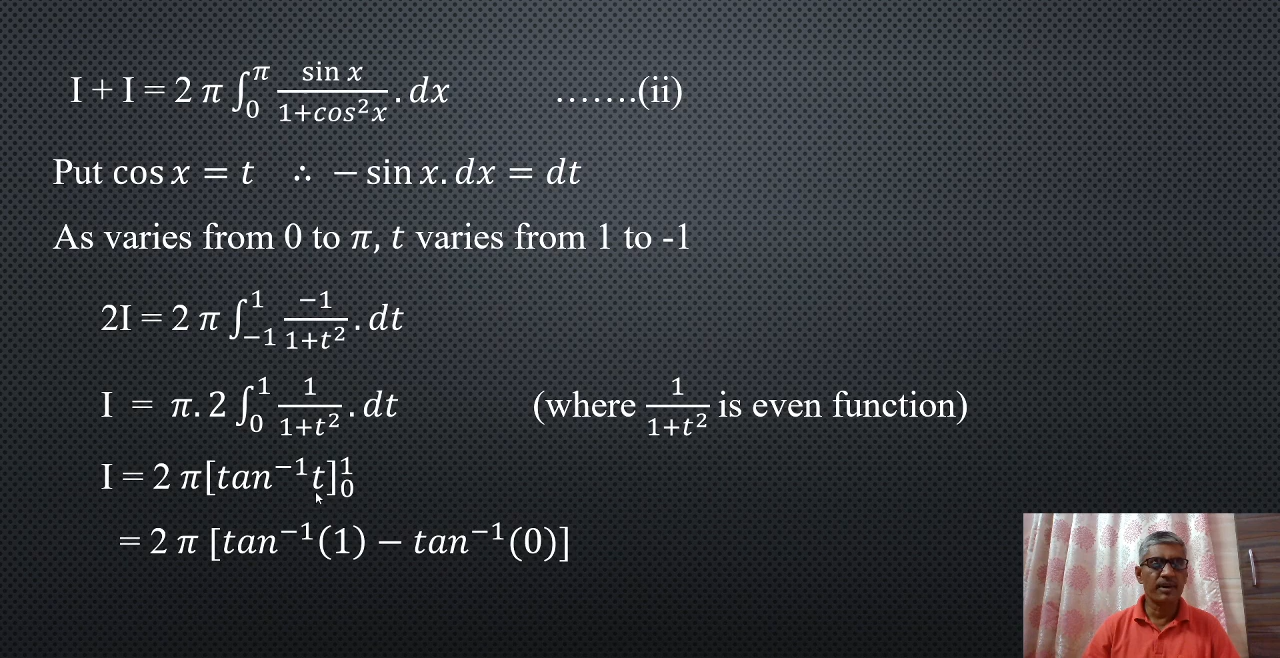 I + I = 2 π ∫₀^π sin x / 1+cos²x . dx …….(ii)
Put cos x = t ∴ − sin x. dx = dt
As varies from 0 to π, t varies from 1 to -1
2I = 2 π ∫₋₁^1 −1 / 1+t² . dt
I = π. 2 ∫₀^1 1 / 1+t² . dt (where 1 / 1+t² is even function)
I = 2 π[tan⁻¹t]₀¹
= 2 π [tan⁻¹(1) − tan⁻¹(0)]